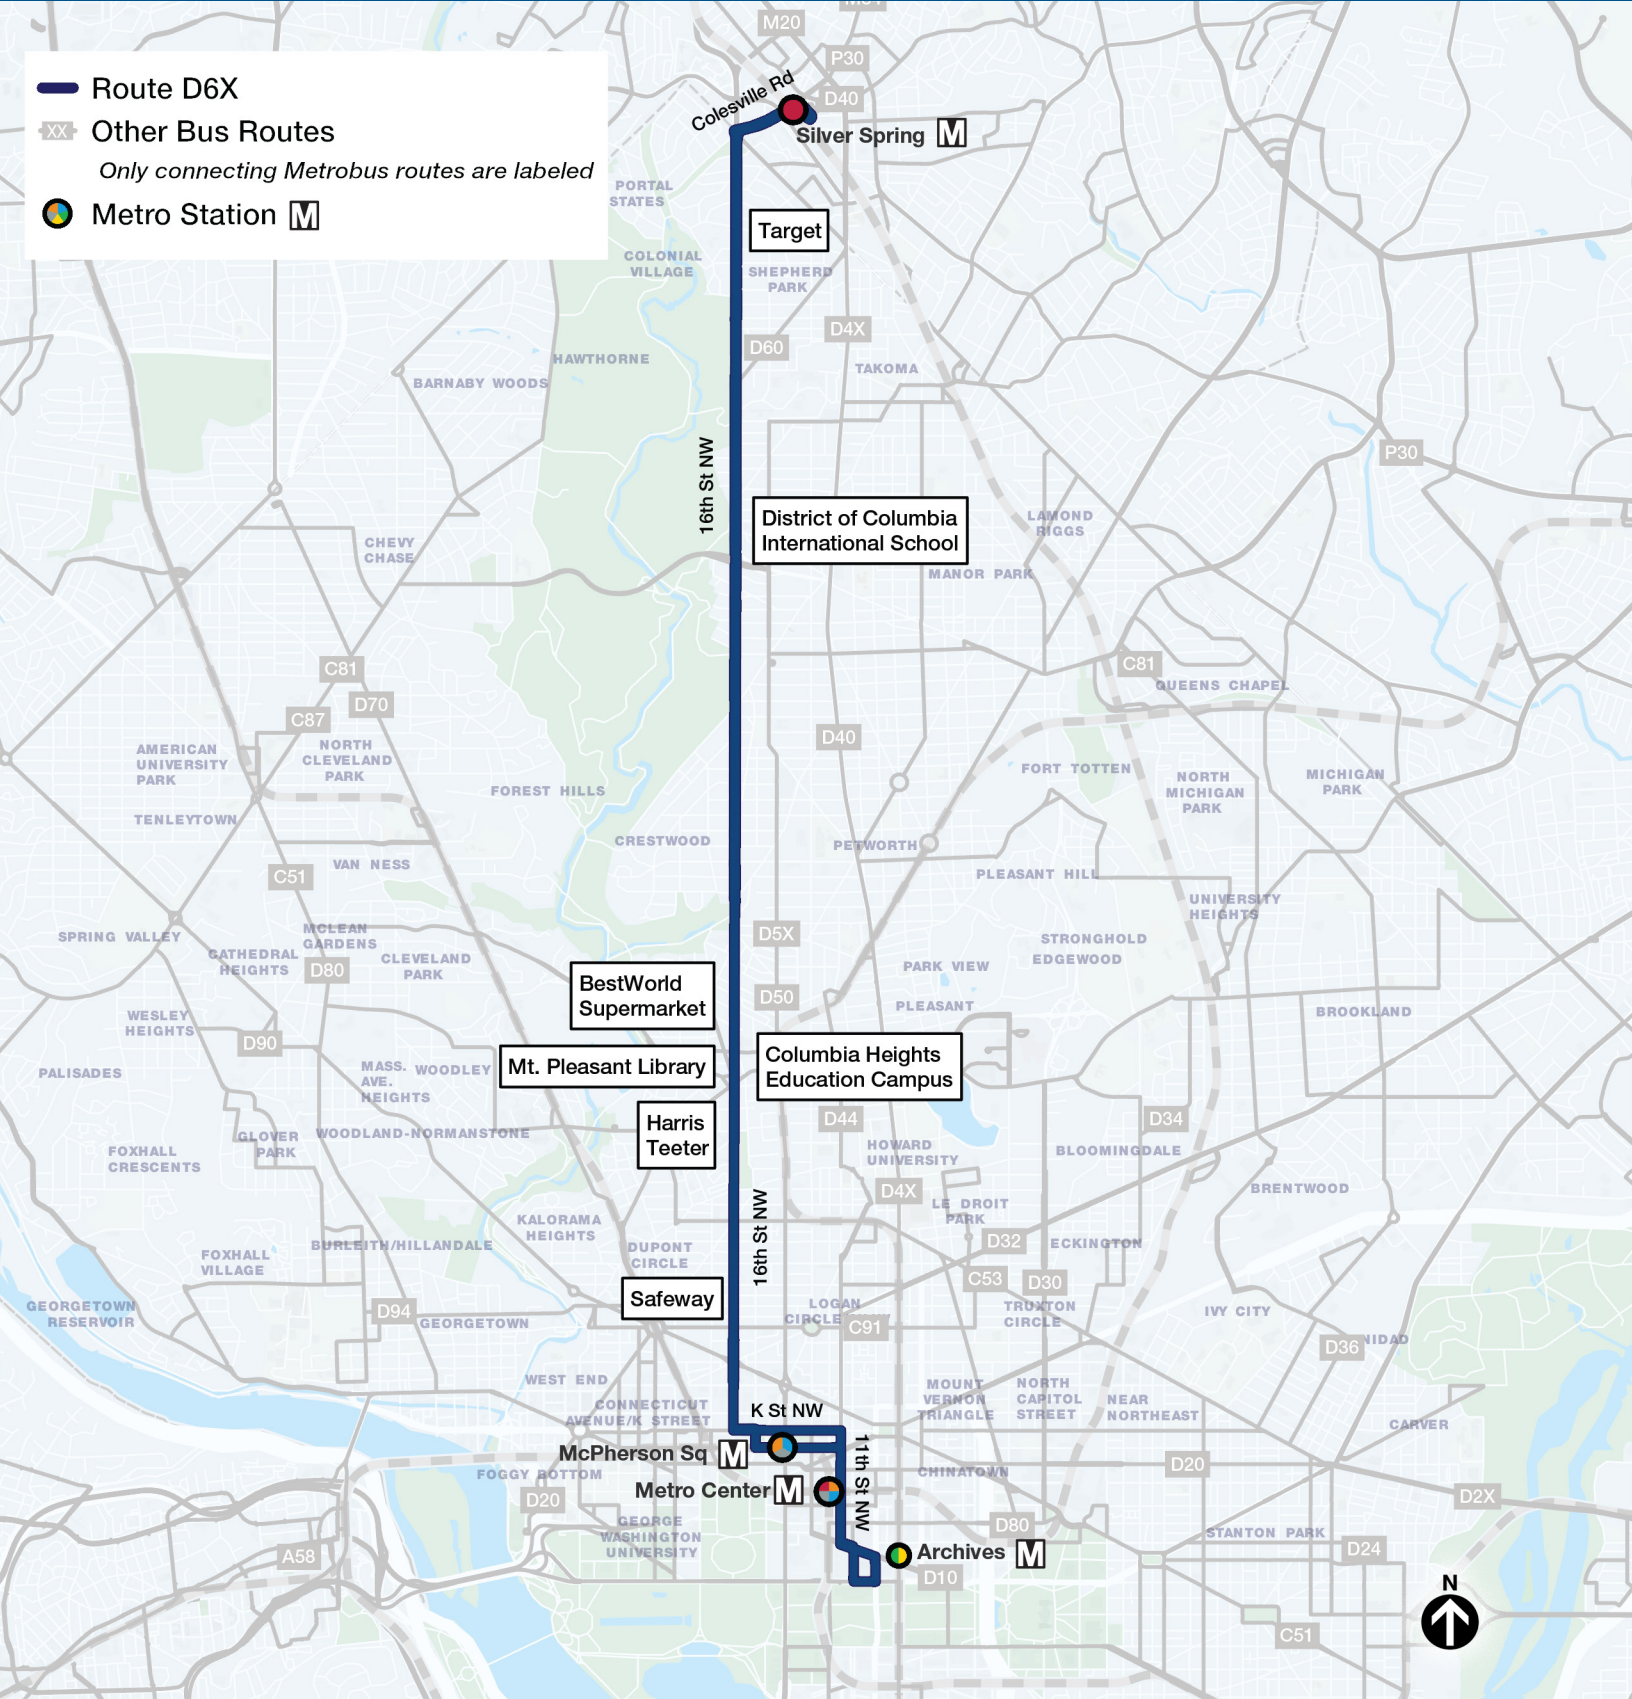 Route D6X
XX Other Bus Routes
Only connecting Metrobus routes are labeled
Metro Station M
M20
P30
D40
Colesville Rd
Silver Spring M
PORTAL
STATES
Target
COLONIAL
VILLAGE
SHEPHERD
PARK
D4X
D60
HAWTHORNE
TAKOMA
BARNABY WOODS
16th St NW
P30
District of Columbia
International School
LAMOND
RIGGS
CHEVY
CHASE
MANOR PARK
C81
C81
QUEENS CHAPEL
D70
C87
D40
AMERICAN
UNIVERSITY
PARK
NORTH
CLEVELAND
PARK
FORT TOTTEN
NORTH
MICHIGAN
PARK
MICHIGAN
PARK
FOREST HILLS
TENLEYTOWN
CRESTWOOD
PETWORTH
VAN NESS
C51
PLEASANT HILL
UNIVERSITY
HEIGHTS
SPRING VALLEY
MCLEAN
GARDENS
D5X
STRONGHOLD
EDGEWOOD
CATHEDRAL
HEIGHTS
D80
CLEVELAND
PARK
PARK VIEW
BestWorld
Supermarket
D50
PLEASANT
BROOKLAND
WESLEY
HEIGHTS
D90
Mt. Pleasant Library
Columbia Heights
Education Campus
PALISADES
MASS.
AVE.
HEIGHTS
WOODLEY
Harris
Teeter
D44
D34
GLOVER
PARK
WOODLAND-NORMANSTONE
FOXHALL
CRESCENTS
HOWARD
UNIVERSITY
BLOOMINGDALE
D4X
BRENTWOOD
LE DROIT
PARK
16th St NW
KALORAMA
HEIGHTS
BURLEITH/HILLANDALE
DUPONT
CIRCLE
D32
ECKINGTON
FOXHALL
VILLAGE
C53
D30
Safeway
GEORGETOWN
RESERVOIR
D94
GEORGETOWN
LOGAN
CIRCLE
C91
TRUXTON
CIRCLE
IVY CITY
D36
NIDAD
WEST END
CONNECTICUT
AVENUE/K STREET
K St NW
MOUNT
VERNON
TRIANGLE
NORTH
CAPITOL
STREET
NEAR
NORTHEAST
CARVER
McPherson Sq M
11th St NW
FOGGY BOTTOM
Metro Center M
CHINATOWN
D20
D20
D2X
GEORGE
WASHINGTON
UNIVERSITY
D80
STANTON PARK
A58
Archives M
D24
D10
N
C51